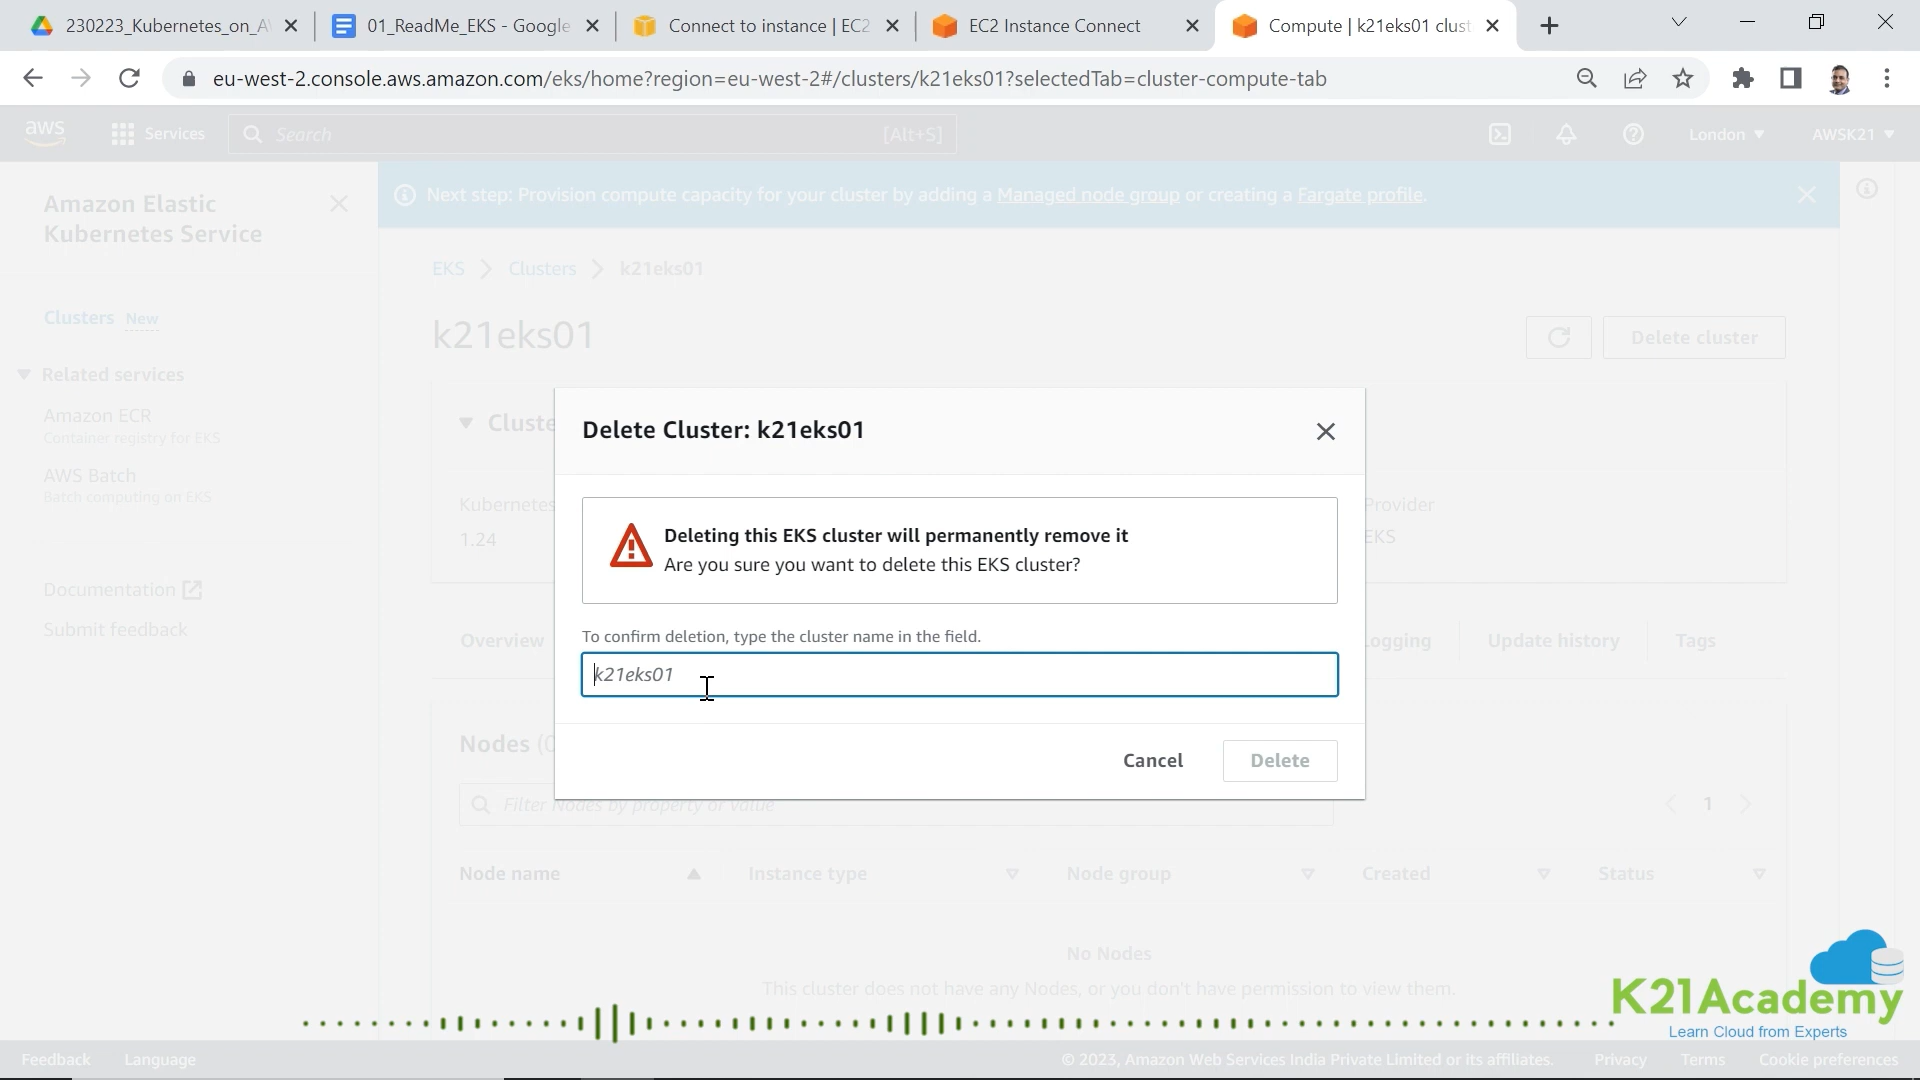 230223_Kubernetes_on_A
01_ReadMe_EKS - Google
Connect to instance | EC2
EC2 Instance Connect
Compute | k21eks01 clust
eu-west-2.console.aws.amazon.com/eks/home?region=eu-west-2#/clusters/k21eks01?selectedTab=cluster-compute-tab
aws
Services
Search
[Alt+S]
London
AWSK21
Amazon Elastic
Kubernetes Service
Next step: Provision compute capacity for your cluster by adding a Managed node group or creating a Fargate profile.
EKS
Clusters
k21eks01
Clusters New
k21eks01
Delete cluster
Related services
Amazon ECR
Container registry for EKS
AWS Batch
Batch computing on EKS
Documentation
Submit feedback
Cluste
Kubernetes
1.24
Provider
EKS
Delete Cluster: k21eks01
Deleting this EKS cluster will permanently remove it
Are you sure you want to delete this EKS cluster?
To confirm deletion, type the cluster name in the field.
k21eks01
Cancel
Delete
Overview
ogging
Update history
Tags
Nodes (0
Filter Nodes by property or value
1
Node name
Instance type
Node group
Created
Status
No Nodes
This cluster does not have any Nodes, or you don't have permission to view them.
K21Academy
Learn Cloud from Experts
Feedback
Language
© 2023, Amazon Web Services India Private Limited or its affiliates.
Privacy
Terms
Cookie preferences